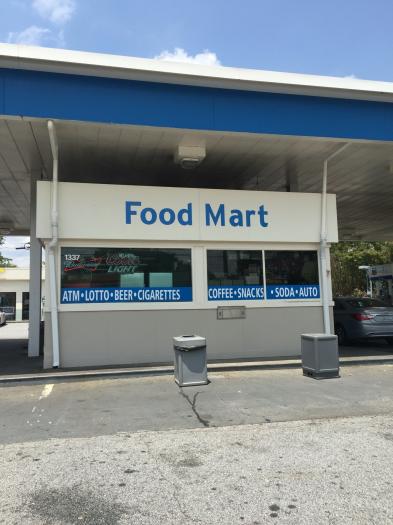 Food Mart
1337
LIGHT
ATM • LOTTO • BEER • CIGARETTES
COFFEE • SNACKS • SODA • AUTO